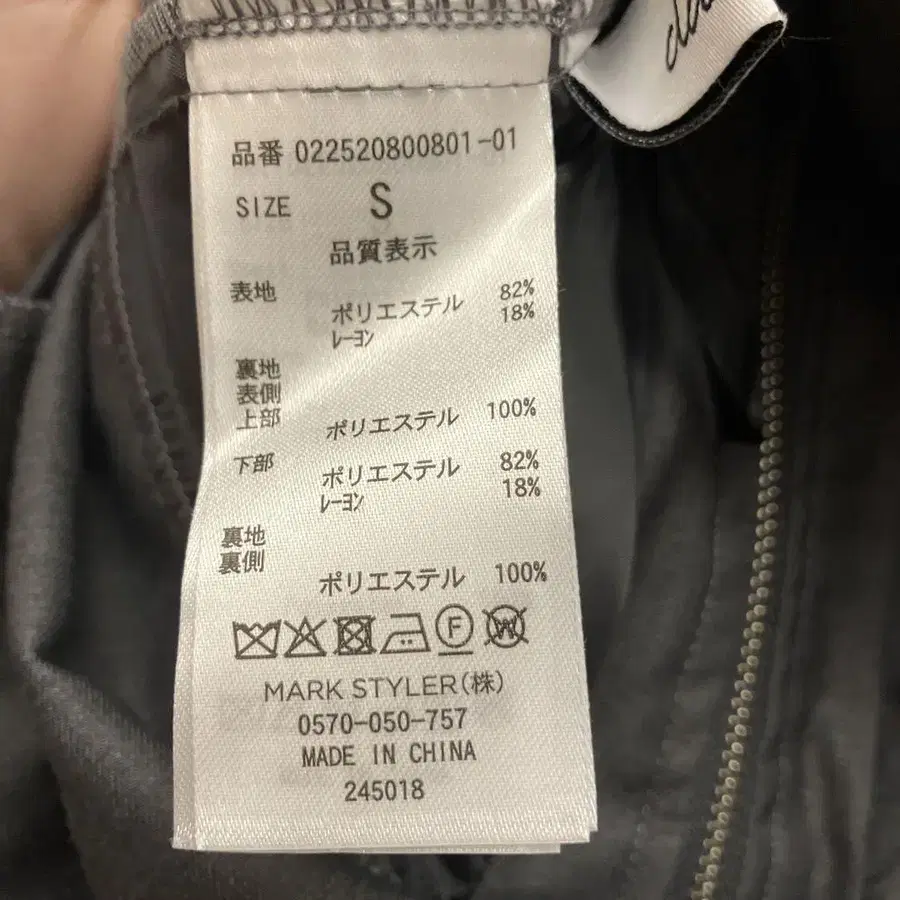 品番 022520800801-01
SIZE S
品質表示
表地
ポリエステル 82%
レーヨン 18%
裏地
表側
上部
ポリエステル 100%
下部
ポリエステル 82%
レーヨン 18%
裏地
裏側
ポリエステル 100%
F W
MARK STYLER(株)
0570-050-757
MADE IN CHINA
245018